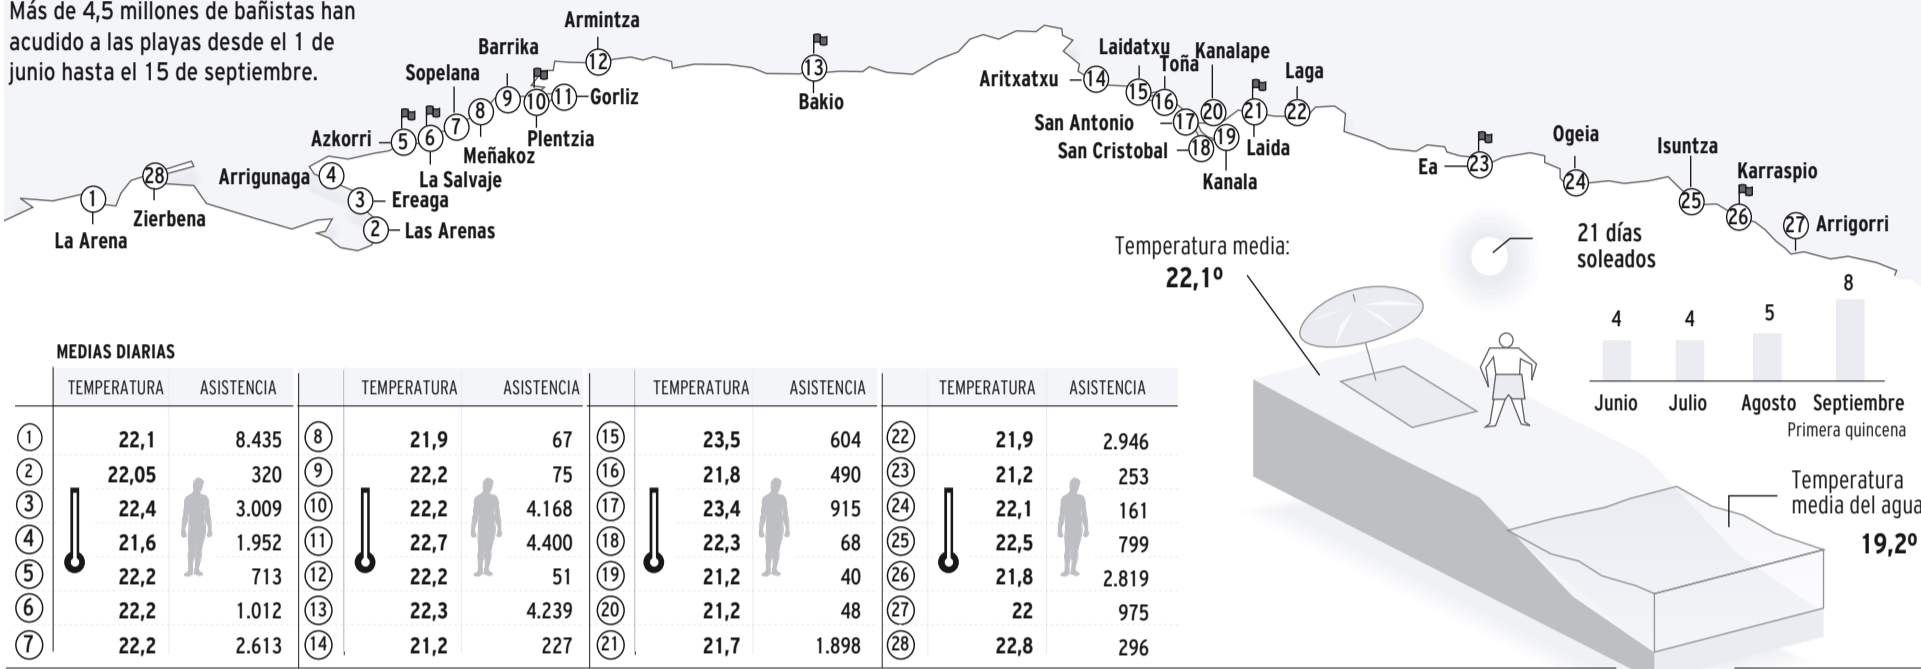 Más de 4,5 millones de bañistas han
acudido a las playas desde el 1 de
junio hasta el 15 de septiembre.
1
La Arena
28
Zierbena
2
Las Arenas
3
Ereaga
Arrigunaga
4
Azkorri
5
6
La Salvaje
Sopelana
7
8
Meñakoz
Barrika
9
10
Plentzia
11
Gorliz
Armintza
12
13
Bakio
Aritxatxu
14
Laidatxu
15
Toña
16
San Antonio
17
San Cristobal
18
19
Kanala
Kanalape
20
21
Laida
Laga
22
Ea
23
Ogeia
24
Isuntza
25
Karraspio
26
27
Arrigorri
Temperatura media:
22,1º
21 días
soleados
4 4 5 8
Junio Julio Agosto Septiembre
Primera quincena
Temperatura
media del agua
19,2º
MEDIAS DIARIAS
TEMPERATURA ASISTENCIA TEMPERATURA ASISTENCIA TEMPERATURA ASISTENCIA TEMPERATURA ASISTENCIA
1 22,1 8.435 8 21,9 67 15 23,5 604 22 21,9 2.946
2 22,05 320 9 22,2 75 16 21,8 490 23 21,2 253
3 22,4 3.009 10 22,2 4.168 17 23,4 915 24 22,1 161
4 21,6 1.952 11 22,7 4.400 18 22,3 68 25 22,5 799
5 22,2 713 12 22,2 51 19 21,2 40 26 21,8 2.819
6 22,2 1.012 13 22,3 4.239 20 21,2 48 27 22 975
7 22,2 2.613 14 21,2 227 21 21,7 1.898 28 22,8 296